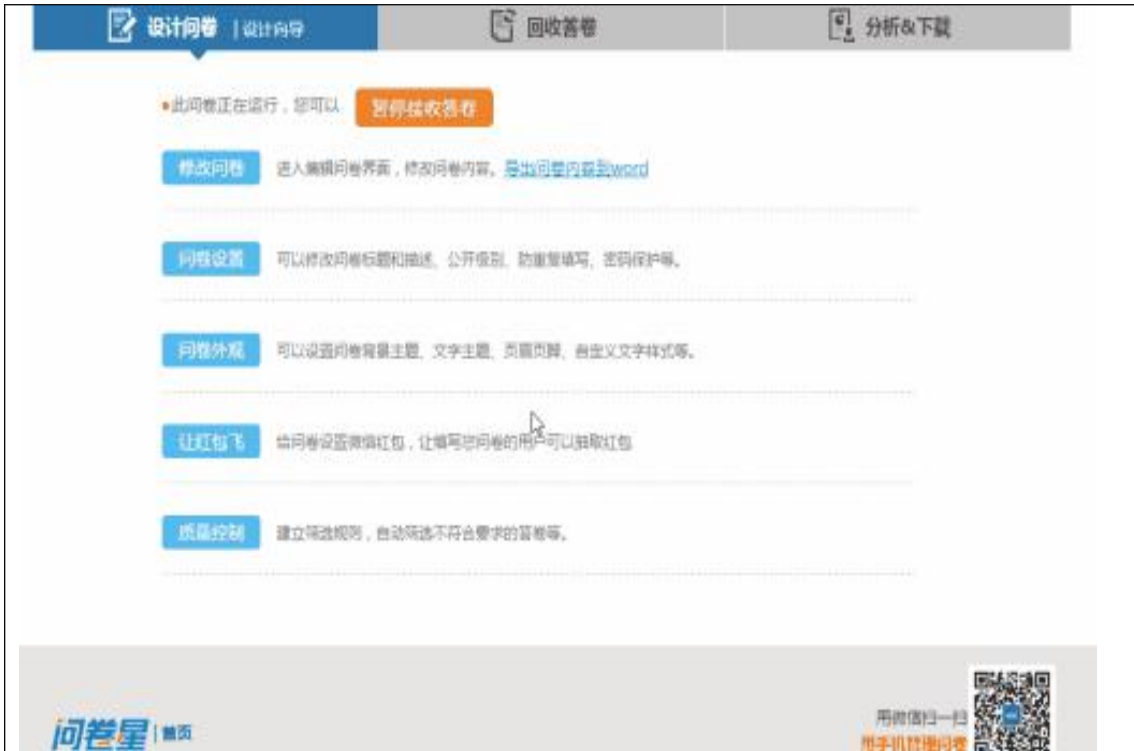 设计问卷 | 设计向导
回收答卷
分析&下载
此问卷正在运行，您可以 暂停接收答卷
修改问卷 进入编辑问卷界面，修改问卷内容。导出问卷内容到word
问卷设置 可以修改问卷标题和描述、公开级别、防重复填写、密码保护等。
问卷外观 可以设置问卷背景主题、文字主题、页眉页脚、自定义文字样式等。
让红包飞 给问卷设置微信红包，让填写您问卷的用户可以抽取红包
质量控制 建立筛选规则，自动筛选不符合要求的答卷等。
问卷星 | 首页
用微信扫一扫
用手机管理问卷